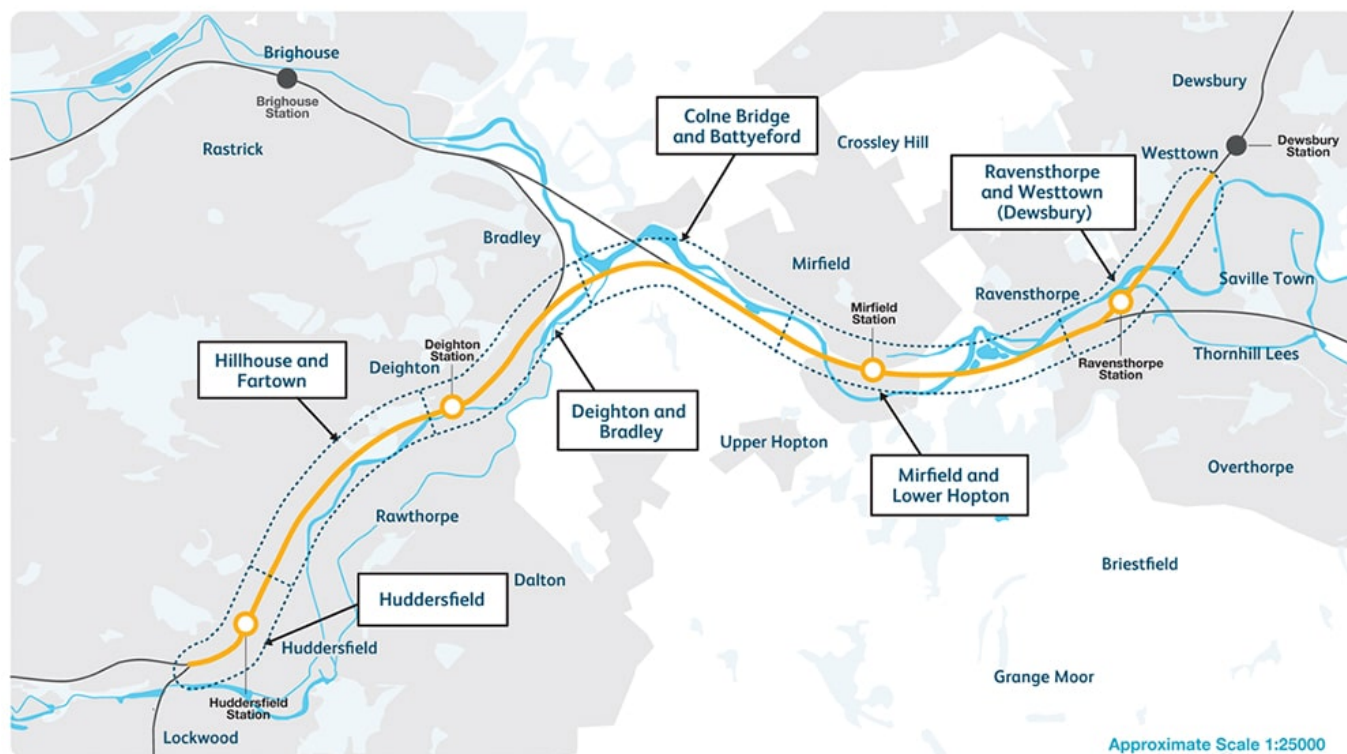 Brighouse
Brighouse
Station
Rastrick
Dewsbury
Colne Bridge
and Battyeford
Crossley Hill
Westtown
Dewsbury
Station
Ravensthorpe
and Westtown
(Dewsbury)
Bradley
Mirfield
Ravensthorpe
Saville Town
Mirfield
Station
Hillhouse and
Fartown
Deighton
Station
Deighton
Ravensthorpe
Station
Thornhill Lees
Deighton and
Bradley
Upper Hopton
Mirfield and
Lower Hopton
Overthorpe
Rawthorpe
Dalton
Briestfield
Huddersfield
Huddersfield
Grange Moor
Huddersfield
Station
Lockwood
Approximate Scale 1:25000